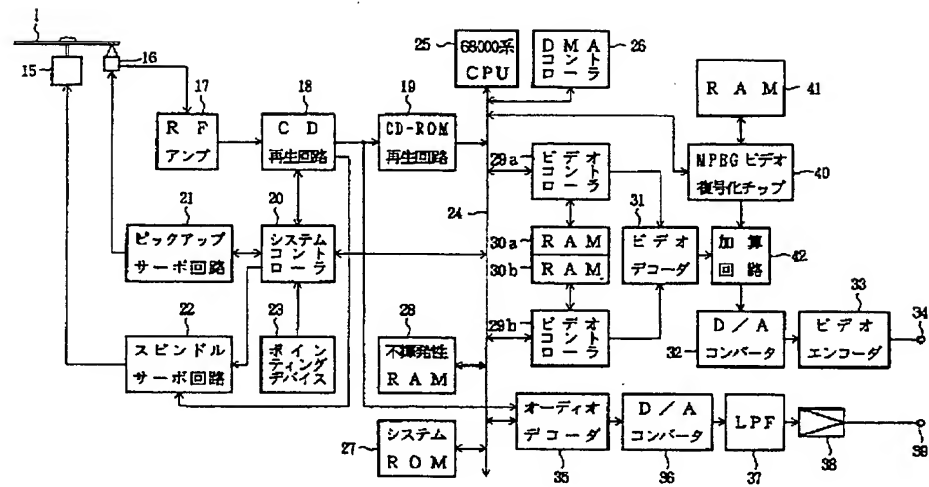 1
15
16
17
R F
アンプ
18
C D
再生回路
19
CD-ROM
再生回路
25
68000系
CPU
DMA
コント
ローラ
26
RAM
41
MPEGビデオ
復号化チップ
40
21
ピックアップ
サーボ回路
20
システム
コント
ローラ
24
29a
ビデオ
コント
ローラ
30a
RAM
30b
RAM
31
ビデオ
デコーダ
加算
回路
42
22
スピンドル
サーボ回路
23
ポイン
ティング
デバイス
28
不揮発性
RAM
29b
ビデオ
コント
ローラ
32
D/A
コンバータ
33
ビデオ
エンコーダ
34
27
システム
ROM
オーディオ
デコーダ
35
D/A
コンバータ
36
LPF
37
38
39